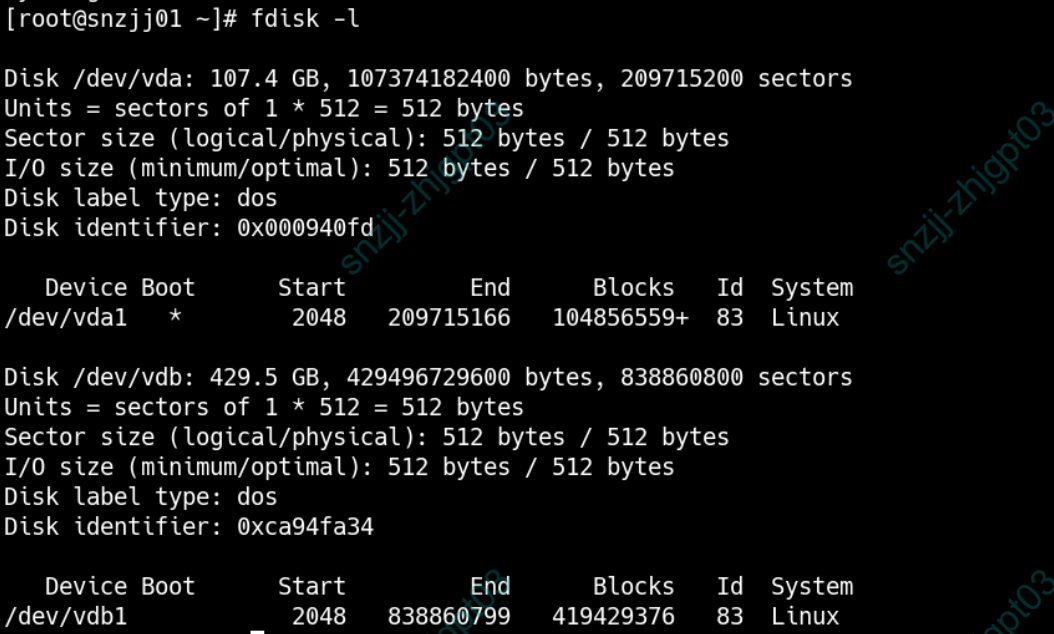 [root@snzjj01 ~]# fdisk -l
Disk /dev/vda: 107.4 GB, 107374182400 bytes, 209715200 sectors
Units = sectors of 1 * 512 = 512 bytes
Sector size (logical/physical): 512 bytes / 512 bytes
I/O size (minimum/optimal): 512 bytes / 512 bytes
Disk label type: dos
Disk identifier: 0x000940fd
snzjj-zhjgpt03
snzjj-zhjgpt03
Device Boot Start End Blocks Id System
/dev/vda1 * 2048 209715166 104856559+ 83 Linux
Disk /dev/vdb: 429.5 GB, 429496729600 bytes, 838860800 sectors
Units = sectors of 1 * 512 = 512 bytes
Sector size (logical/physical): 512 bytes / 512 bytes
I/O size (minimum/optimal): 512 bytes / 512 bytes
Disk label type: dos
Disk identifier: 0xca94fa34
Device Boot Start End Blocks Id System
/dev/vdb1 2048 838860799 419429376 83 Linux